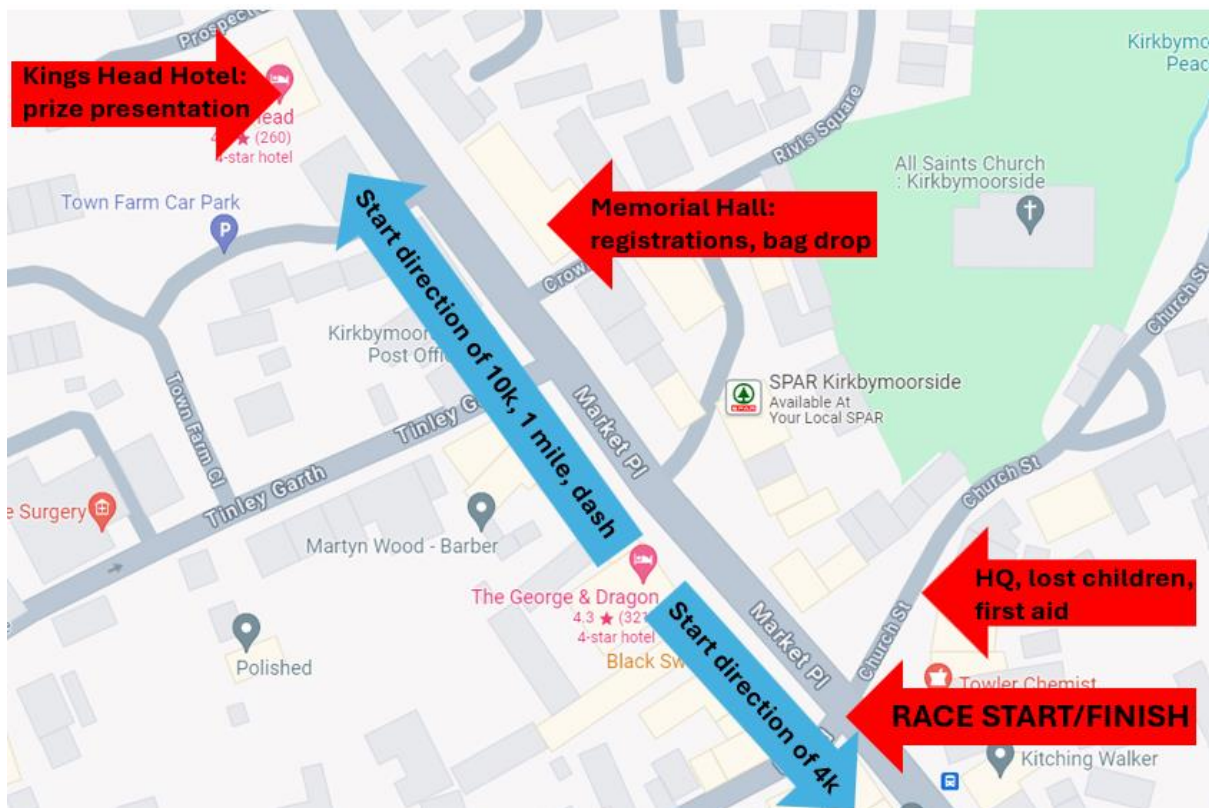 Prospect
Kings Head Hotel:
prize presentation
ead
(260)
4-star hotel
Kirkbymo
Peac
Rivis Square
All Saints Church
: Kirkbymoorside
Town Farm Car Park
P
Memorial Hall:
registrations, bag drop
Start direction of 10k, 1 mile, dash
Crow
Church St
Kirkbymoor
Post Offic
SPAR Kirkbymoorside
Available At
Your Local SPAR
SPAR
Market Pl
Town Farm Cl
Tinley G
Tinley Garth
Church St
e Surgery
Martyn Wood - Barber
HQ, lost children,
first aid
The George & Dragon
4.3 ★ (321
4-star hotel
Start direction of 4k
Market Pl
Church St
Black Sw
Polished
Towler Chemist
RACE START/FINISH
Kitching Walker